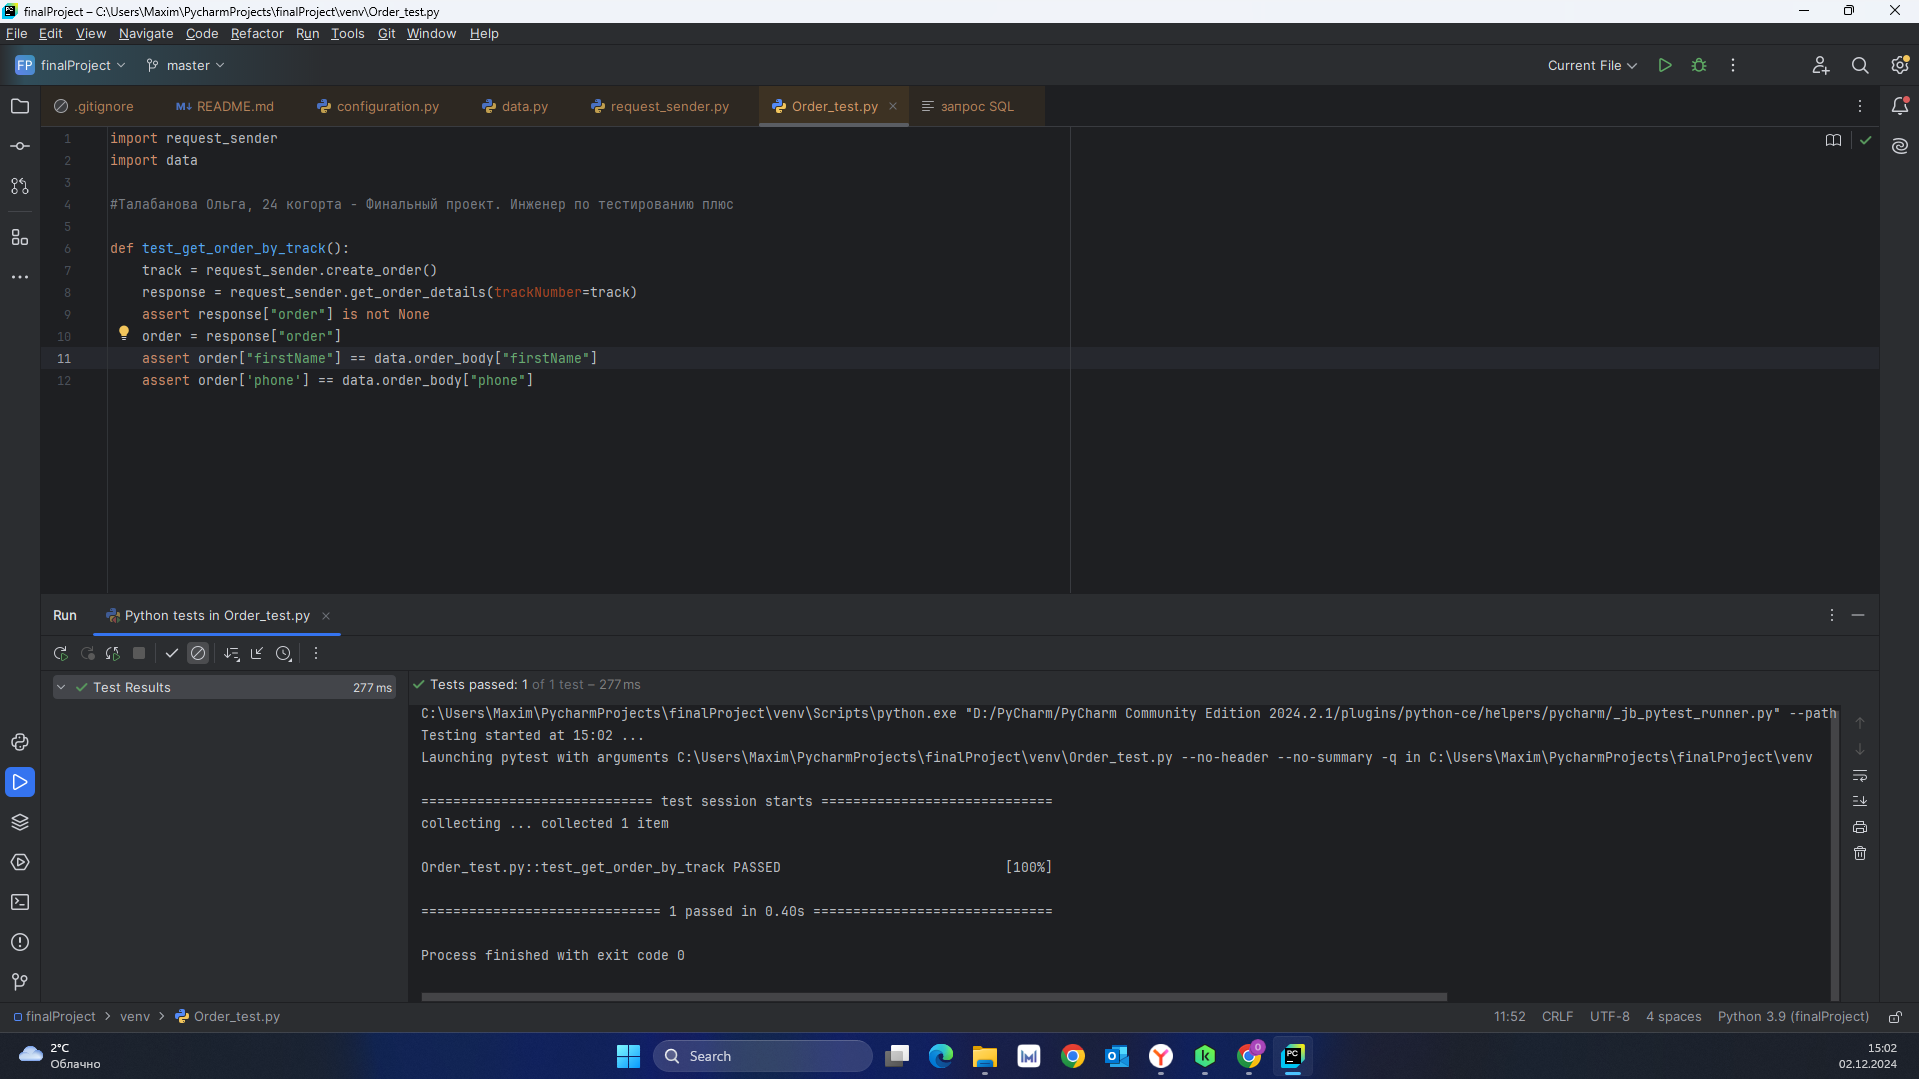 finalProject – C:\Users\Maxim\PycharmProjects\finalProject\venv\Order_test.py
File Edit View Navigate Code Refactor Run Tools Git Window Help
FP finalProject master Current File
.gitignore README.md configuration.py data.py request_sender.py Order_test.py запрос SQL
1 import request_sender
2 import data
3
4 #Талабанова Ольга, 24 когорта - Финальный проект. Инженер по тестированию плюс
5
6 def test_get_order_by_track():
7 track = request_sender.create_order()
8 response = request_sender.get_order_details(trackNumber=track)
9 assert response["order"] is not None
10 order = response["order"]
11 assert order["firstName"] == data.order_body["firstName"]
12 assert order['phone'] == data.order_body["phone"]
Run Python tests in Order_test.py
Test Results 277 ms
Tests passed: 1 of 1 test – 277 ms
C:\Users\Maxim\PycharmProjects\finalProject\venv\Scripts\python.exe "D:/PyCharm/PyCharm Community Edition 2024.2.1/plugins/python-ce/helpers/pycharm/_jb_pytest_runner.py" --path
Testing started at 15:02 ...
Launching pytest with arguments C:\Users\Maxim\PycharmProjects\finalProject\venv\Order_test.py --no-header --no-summary -q in C:\Users\Maxim\PycharmProjects\finalProject\venv
============================= test session starts =============================
collecting ... collected 1 item
Order_test.py::test_get_order_by_track PASSED [100%]
============================== 1 passed in 0.40s ==============================
Process finished with exit code 0
finalProject > venv > Order_test.py 11:52 CRLF UTF-8 4 spaces Python 3.9 (finalProject)
2°C
Облачно
Search
15:02
02.12.2024